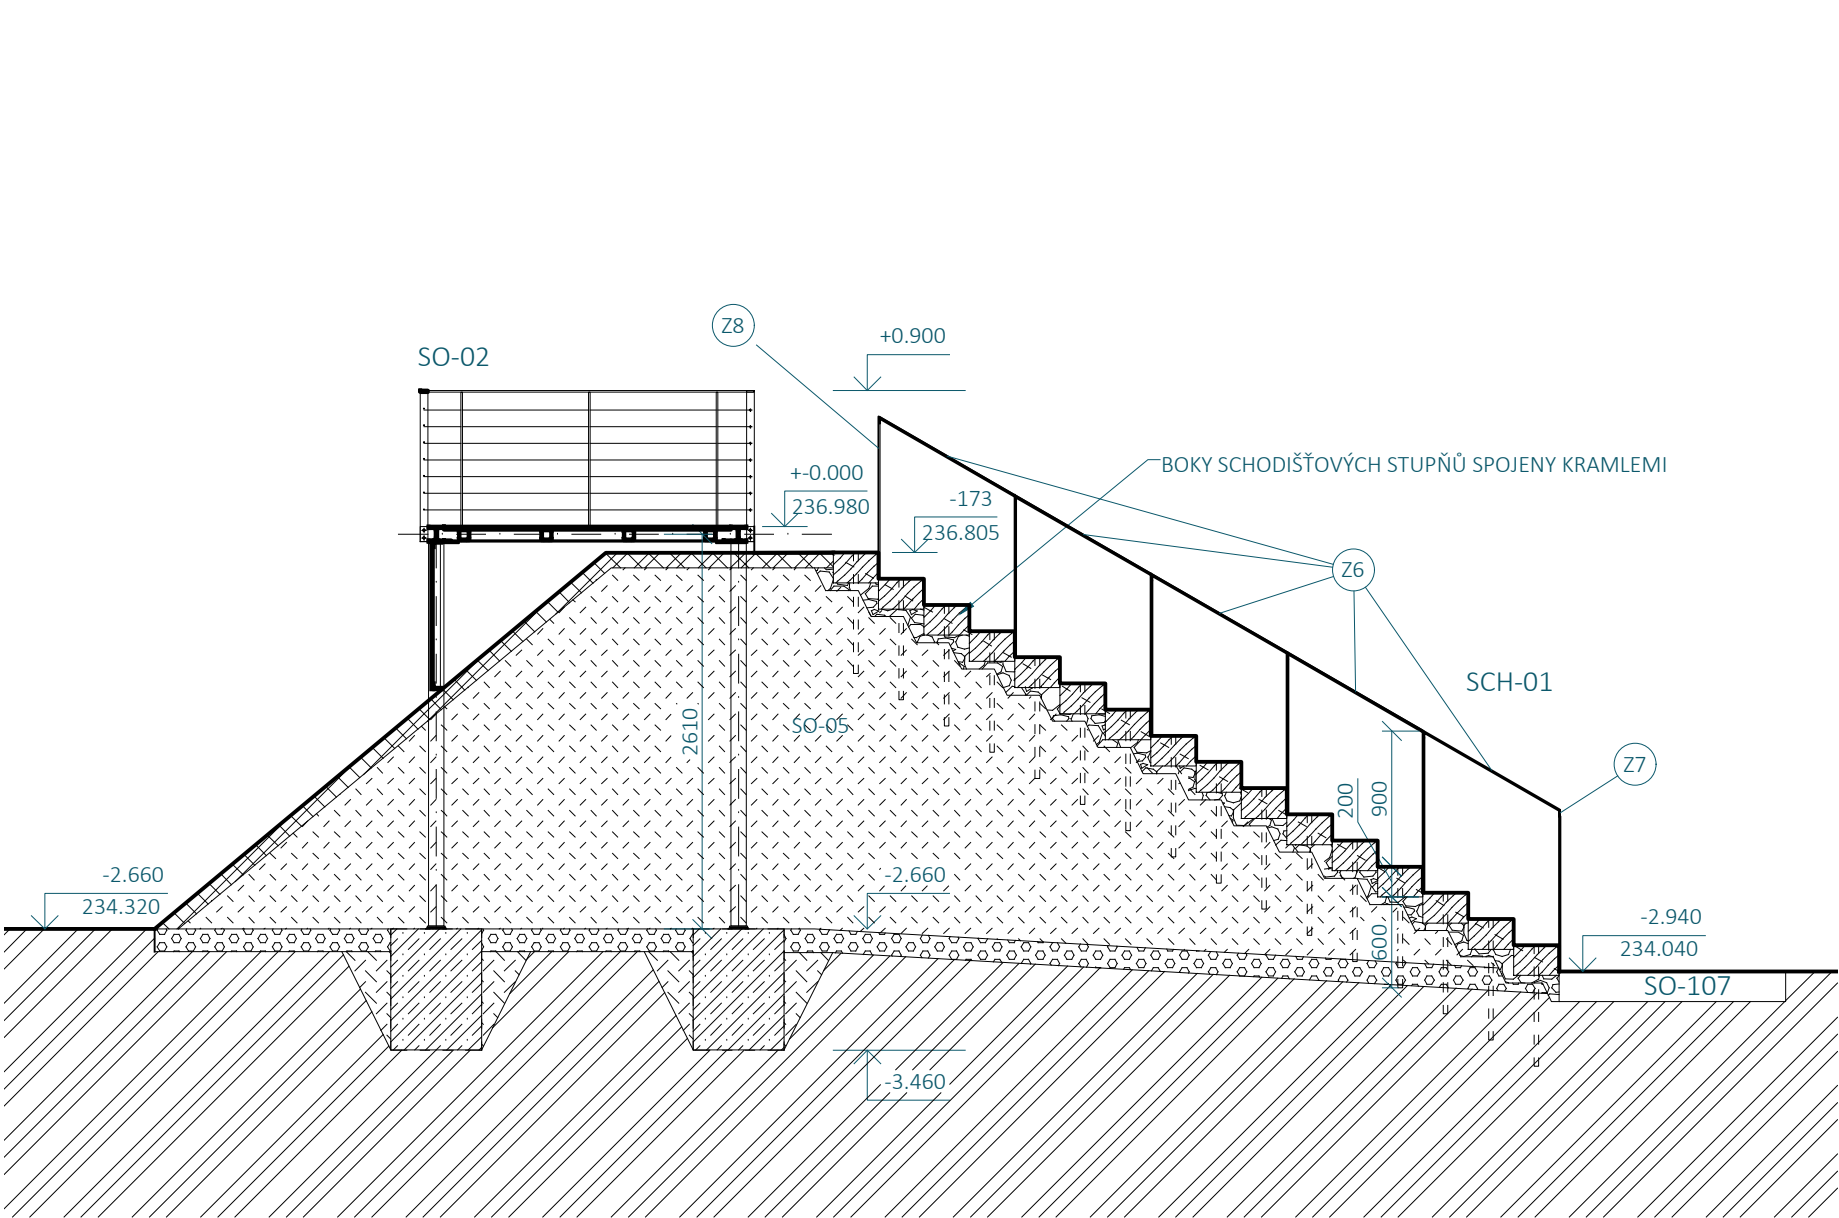 Z8
+0.900
SO-02
BOKY SCHODIŠŤOVÝCH STUPŇŮ SPOJENY KRAMLEMI
+-0.000
236.980
-173
236.805
Z6
SCH-01
2610
SO-05
Z7
200
900
-2.660
234.320
-2.660
-2.940
234.040
600
SO-107
-3.460